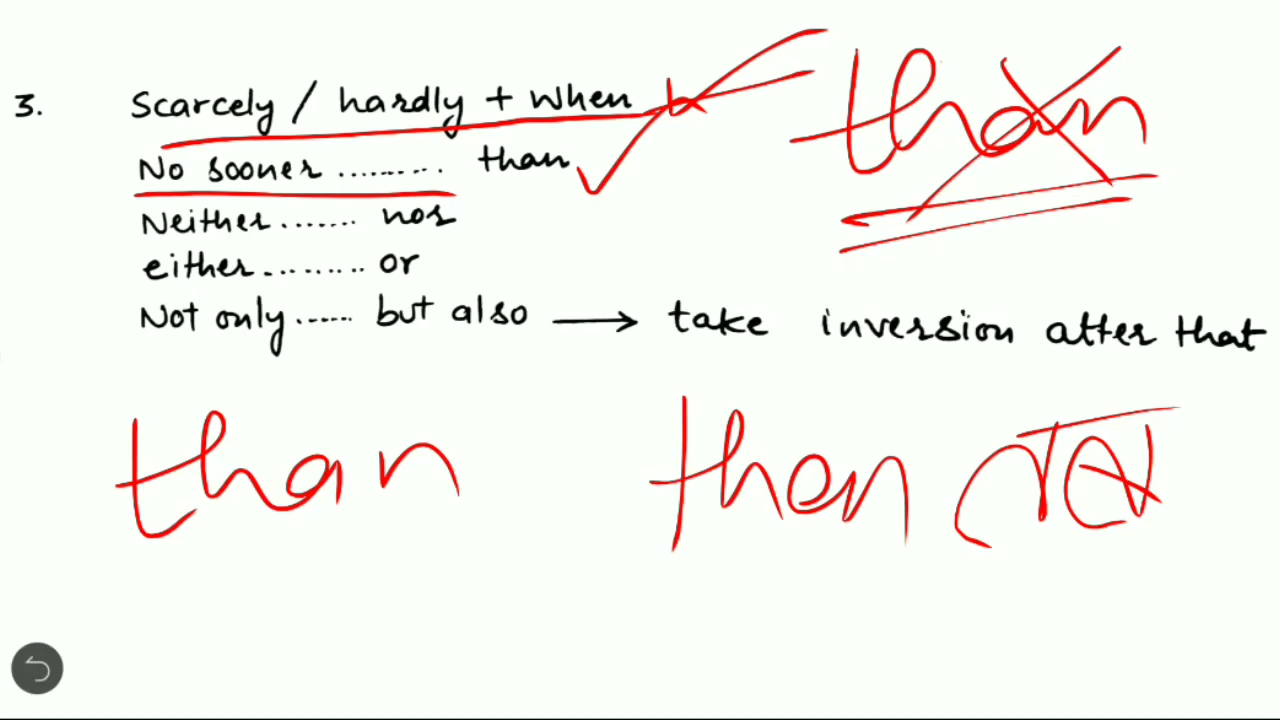 3. Scarcely / hardly + When than
No sooner ......... than
Neither....... nor
either.......... or
Not only...... but also → take inversion after that
than then तब